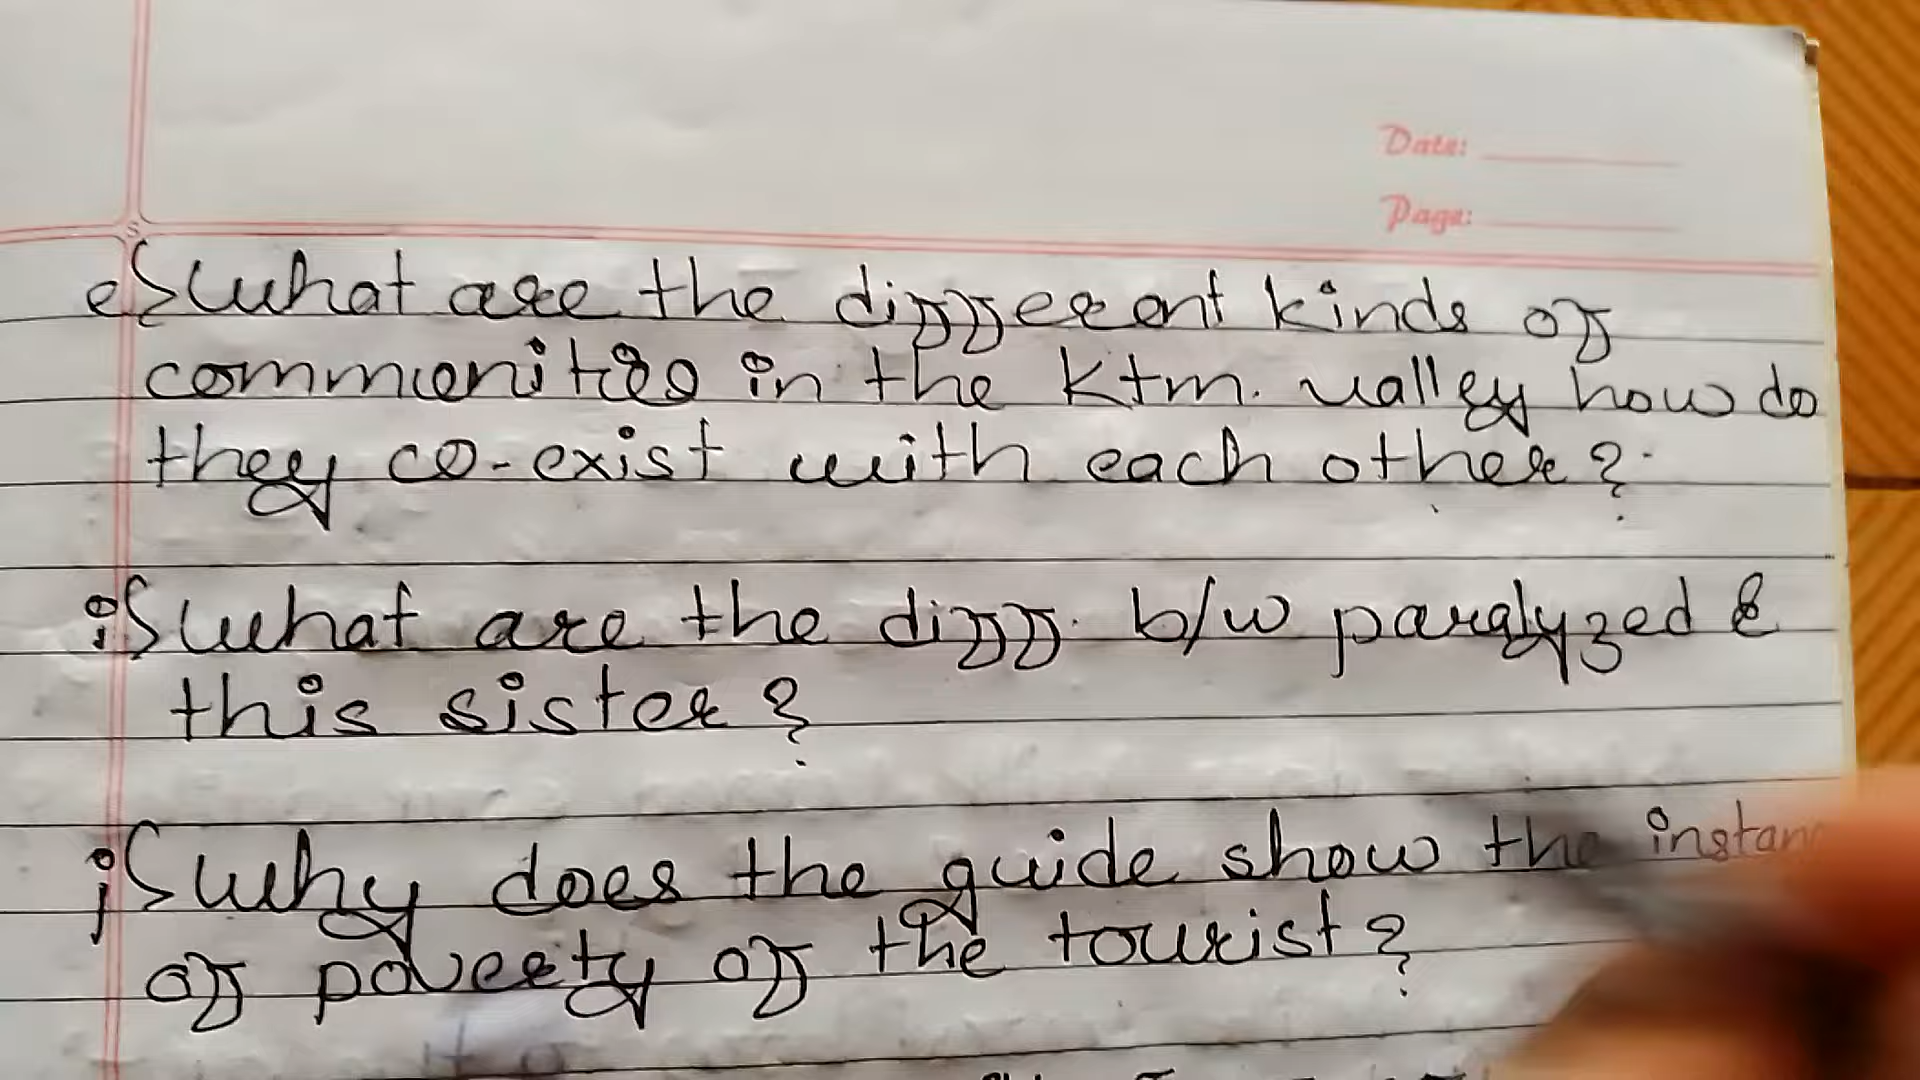 Date:
Page:
e> What are the different kinds of
communities in the Ktm. valley how do
they co-exist with each other?
i> What are the diff. b/w paralyzed &
this sister?
j> Why does the guide show the
of poverty of the tourist?